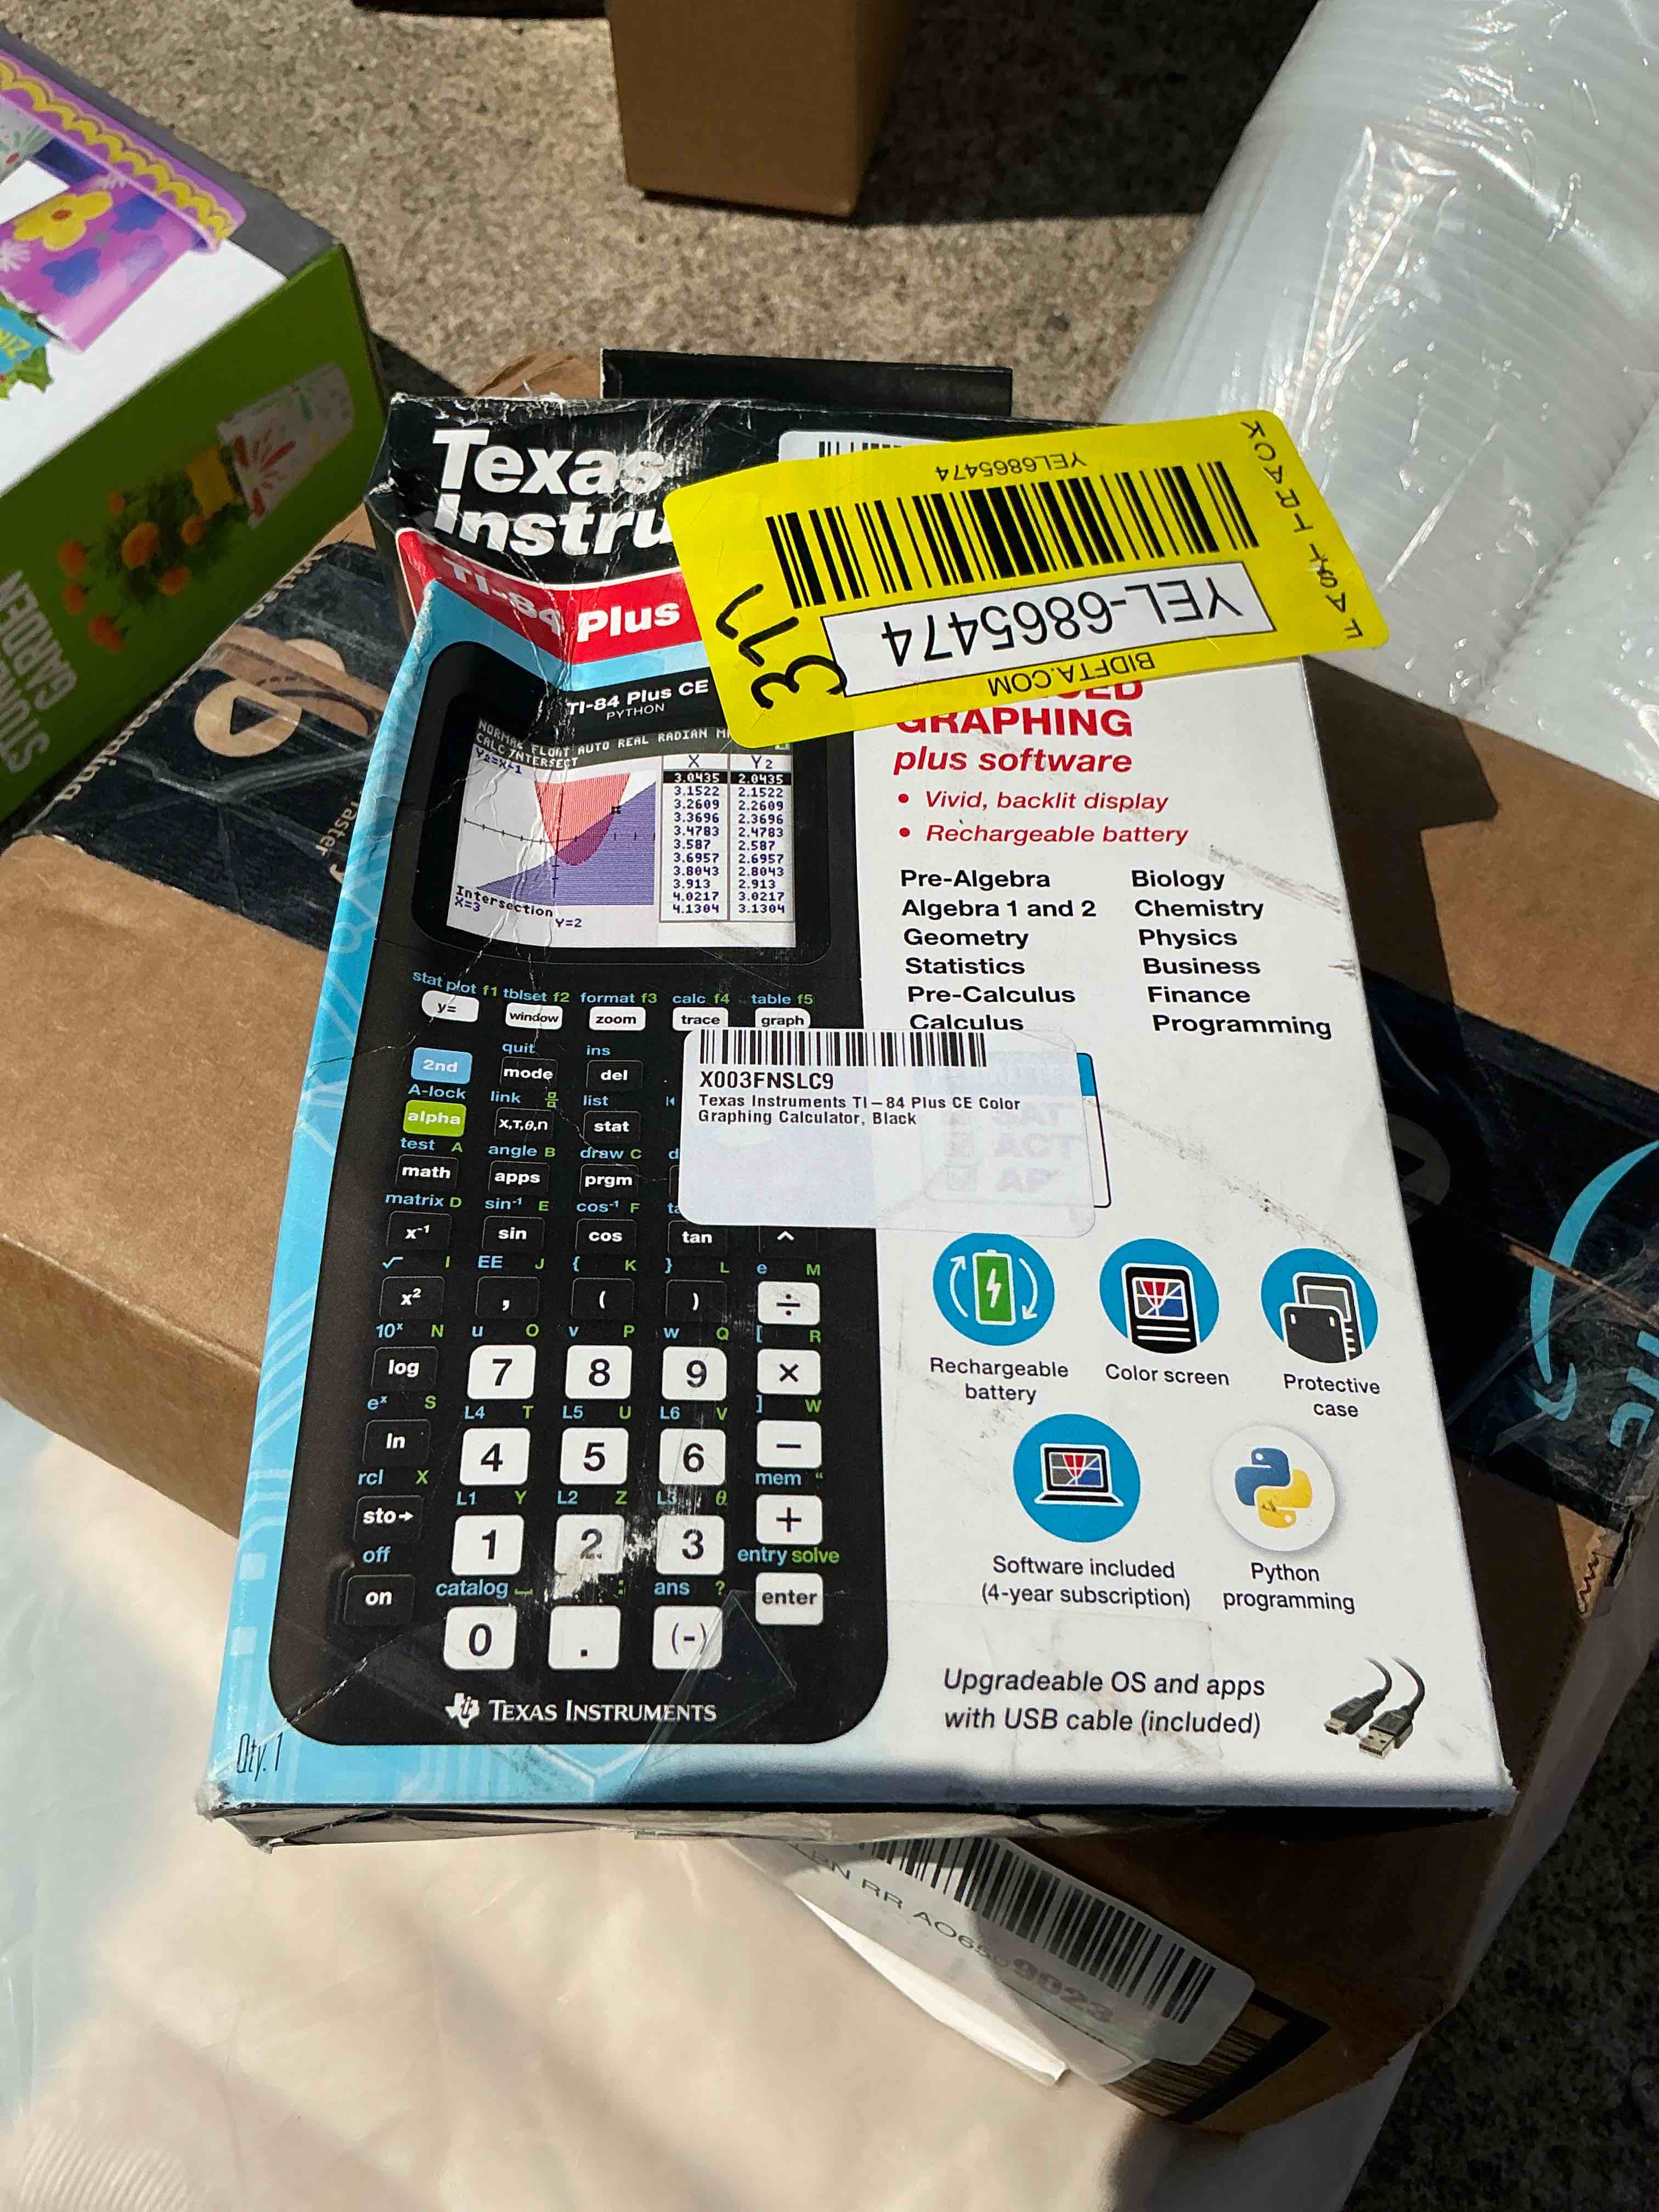 Texas
Instru
TI-84 Plus
YEL6865474
YEL-6865474
BIDFTA.COM
FAST TRACK
317
TI-84 Plus CE
PYTHON
NORMAL FLOAT AUTO REAL RADIAN
CALC INTERSECT
Y2=X-1
X Y2
3.0435 2.0435
3.1522 2.1522
3.2609 2.2609
3.3696 2.3696
3.4783 2.4783
3.587 2.587
3.6957 2.6957
3.8043 2.8043
3.913 2.913
4.0217 3.0217
4.1304 3.1304
Intersection
X=3 Y=2
GRAPHING
plus software
• Vivid, backlit display
• Rechargeable battery
Pre-Algebra
Algebra 1 and 2
Geometry
Statistics
Pre-Calculus
Calculus
Biology
Chemistry
Physics
Business
Finance
Programming
X003FNSLC9
Texas Instruments TI-84 Plus CE Color
Graphing Calculator, Black
SAT
ACT
AP
stat plot f1 tblset f2 format f3 calc f4 table f5
y= window zoom trace graph
quit ins
2nd mode del
A-lock link list
alpha X,T,θ,n stat
test A angle B draw C
math apps prgm
matrix D sin⁻¹ E cos⁻¹ F
x⁻¹ sin cos tan ^
√ I EE J { K } L e M
x² , ( ) ÷
10ˣ N u O v P w Q [ R
log 7 8 9 ×
eˣ S L4 T L5 U L6 V ] W
ln 4 5 6 −
rcl X L1 Y L2 Z L3 θ mem "
sto→ 1 2 3 +
off catalog : ans ? entry solve
on 0 . (-) enter
TEXAS INSTRUMENTS
Qty. 1
Rechargeable
battery
Color screen
Protective
case
Software included
(4-year subscription)
Python
programming
Upgradeable OS and apps
with USB cable (included)
GARDEN